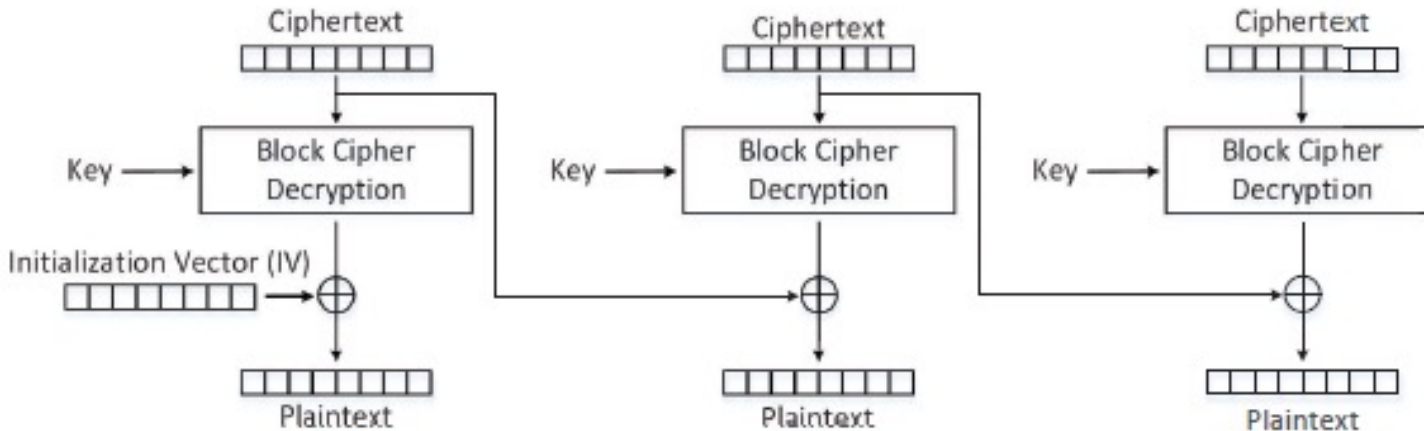 Ciphertext
Ciphertext
Ciphertext
Key
Block Cipher
Decryption
Key
Block Cipher
Decryption
Key
Block Cipher
Decryption
Initialization Vector (IV)
Plaintext
Plaintext
Plaintext